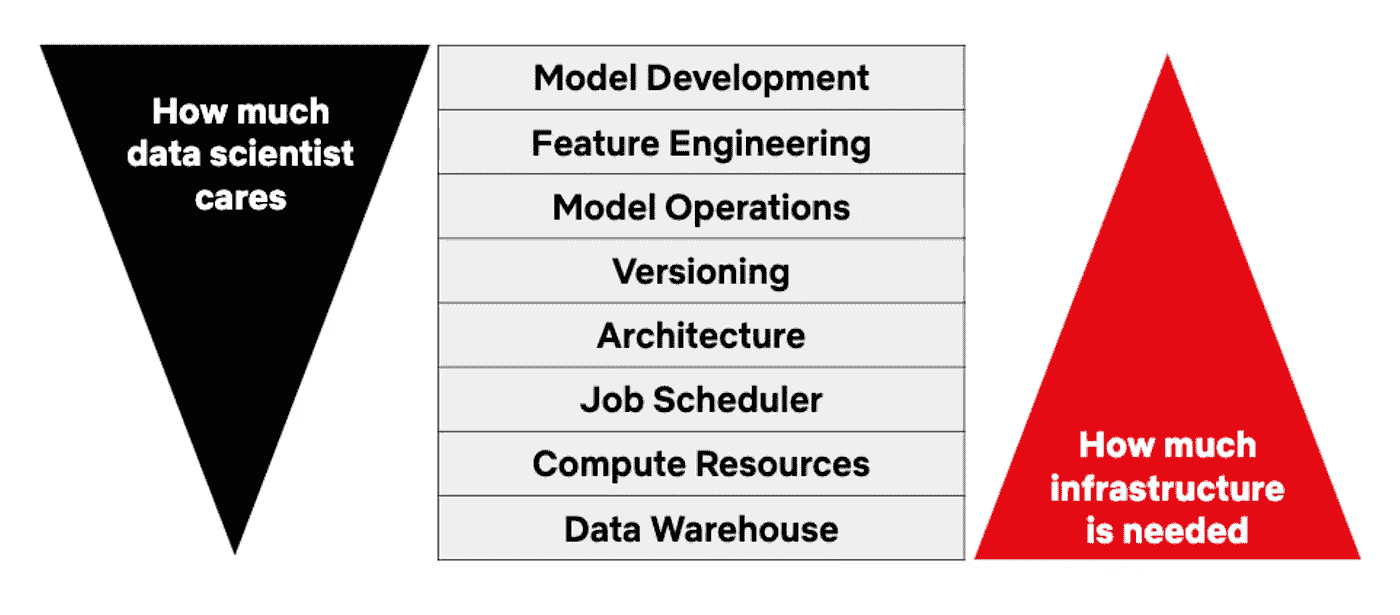 How much
data scientist
cares
Model Development
Feature Engineering
Model Operations
Versioning
Architecture
Job Scheduler
Compute Resources
Data Warehouse
How much
infrastructure
is needed